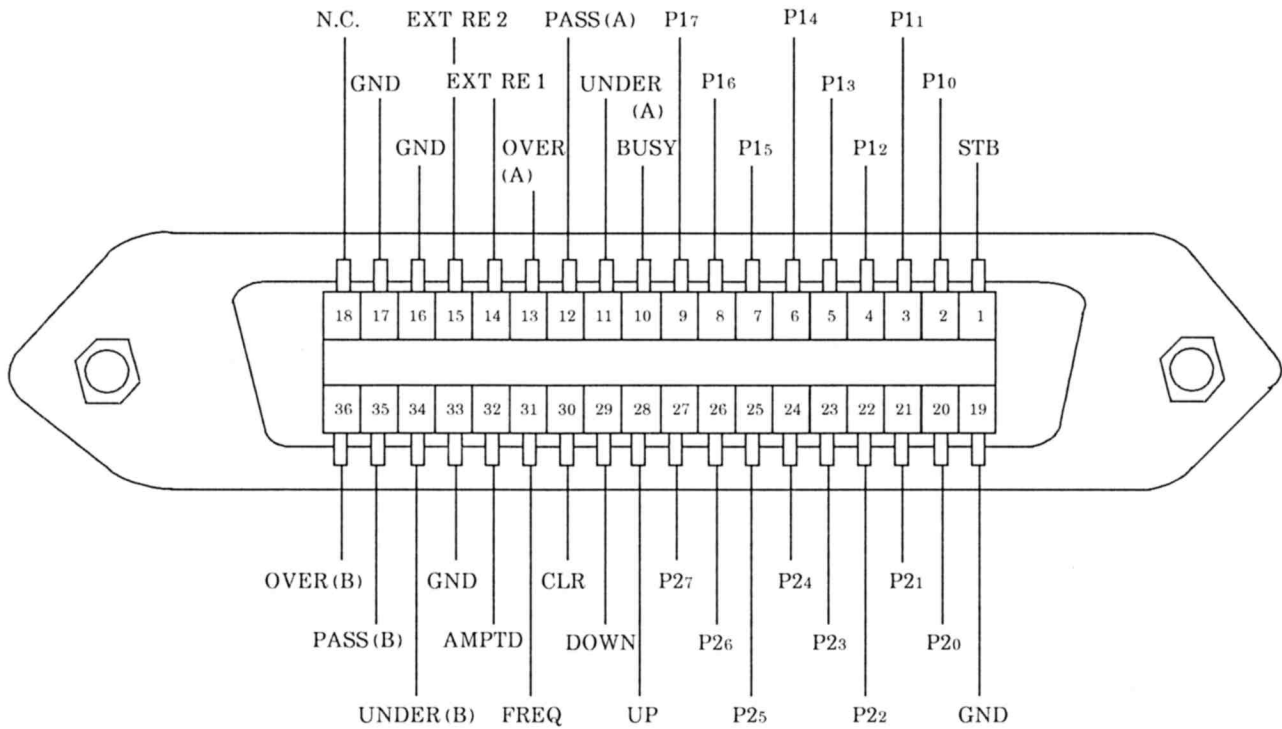 N.C. EXT RE 2 PASS (A) P17 P14 P11
GND EXT RE 1 UNDER (A) P16 P13 P10
GND OVER (A) BUSY P15 P12 STB
18 17 16 15 14 13 12 11 10 9 8 7 6 5 4 3 2 1
36 35 34 33 32 31 30 29 28 27 26 25 24 23 22 21 20 19
OVER (B) GND CLR P27 P24 P21
PASS (B) AMPTD DOWN P26 P23 P20
UNDER (B) FREQ UP P25 P22 GND